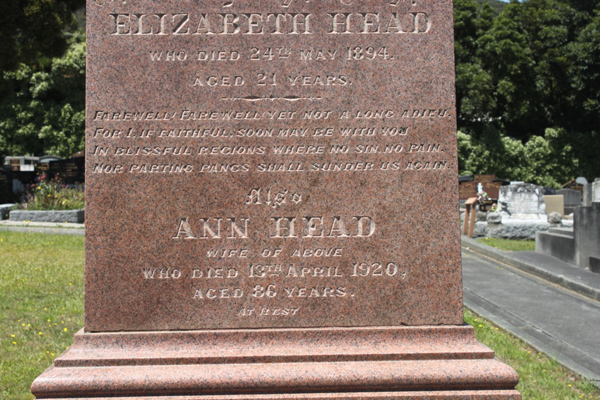 ELIZABETH HEAD
WHO DIED 24TH MAY 1894.
AGED 21 YEARS.
FAREWELL! FAREWELL! YET NOT A LONG ADIEU,
FOR I, IF FAITHFUL, SOON MAY BE WITH YOU
IN BLISSFUL REGIONS WHERE NO SIN, NO PAIN,
NOR PARTING PANGS SHALL SUNDER US AGAIN.
Also
ANN HEAD
WIFE OF ABOVE
WHO DIED 13TH APRIL 1920,
AGED 86 YEARS.
AT REST